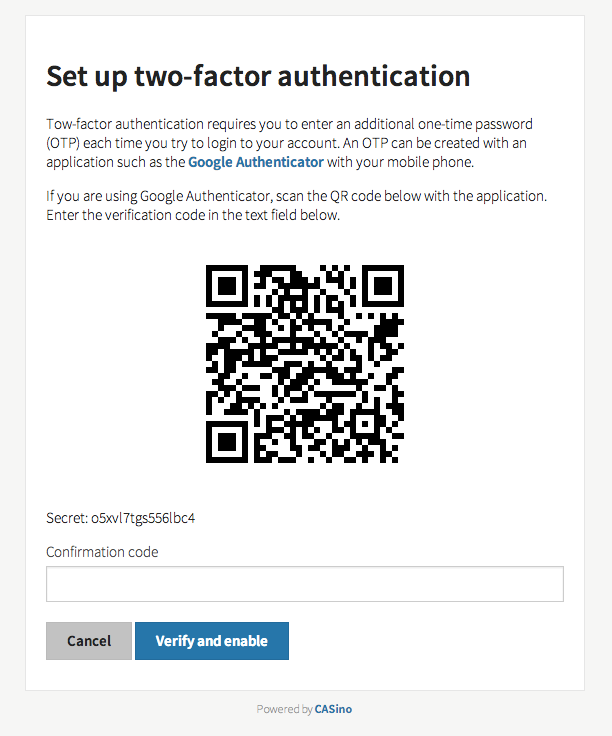 Set up two-factor authentication
Tow-factor authentication requires you to enter an additional one-time password
(OTP) each time you try to login to your account. An OTP can be created with an
application such as the Google Authenticator with your mobile phone.
If you are using Google Authenticator, scan the QR code below with the application.
Enter the verification code in the text field below.
Secret: o5xvl7tgs556lbc4
Confirmation code
Cancel
Verify and enable
Powered by CASino